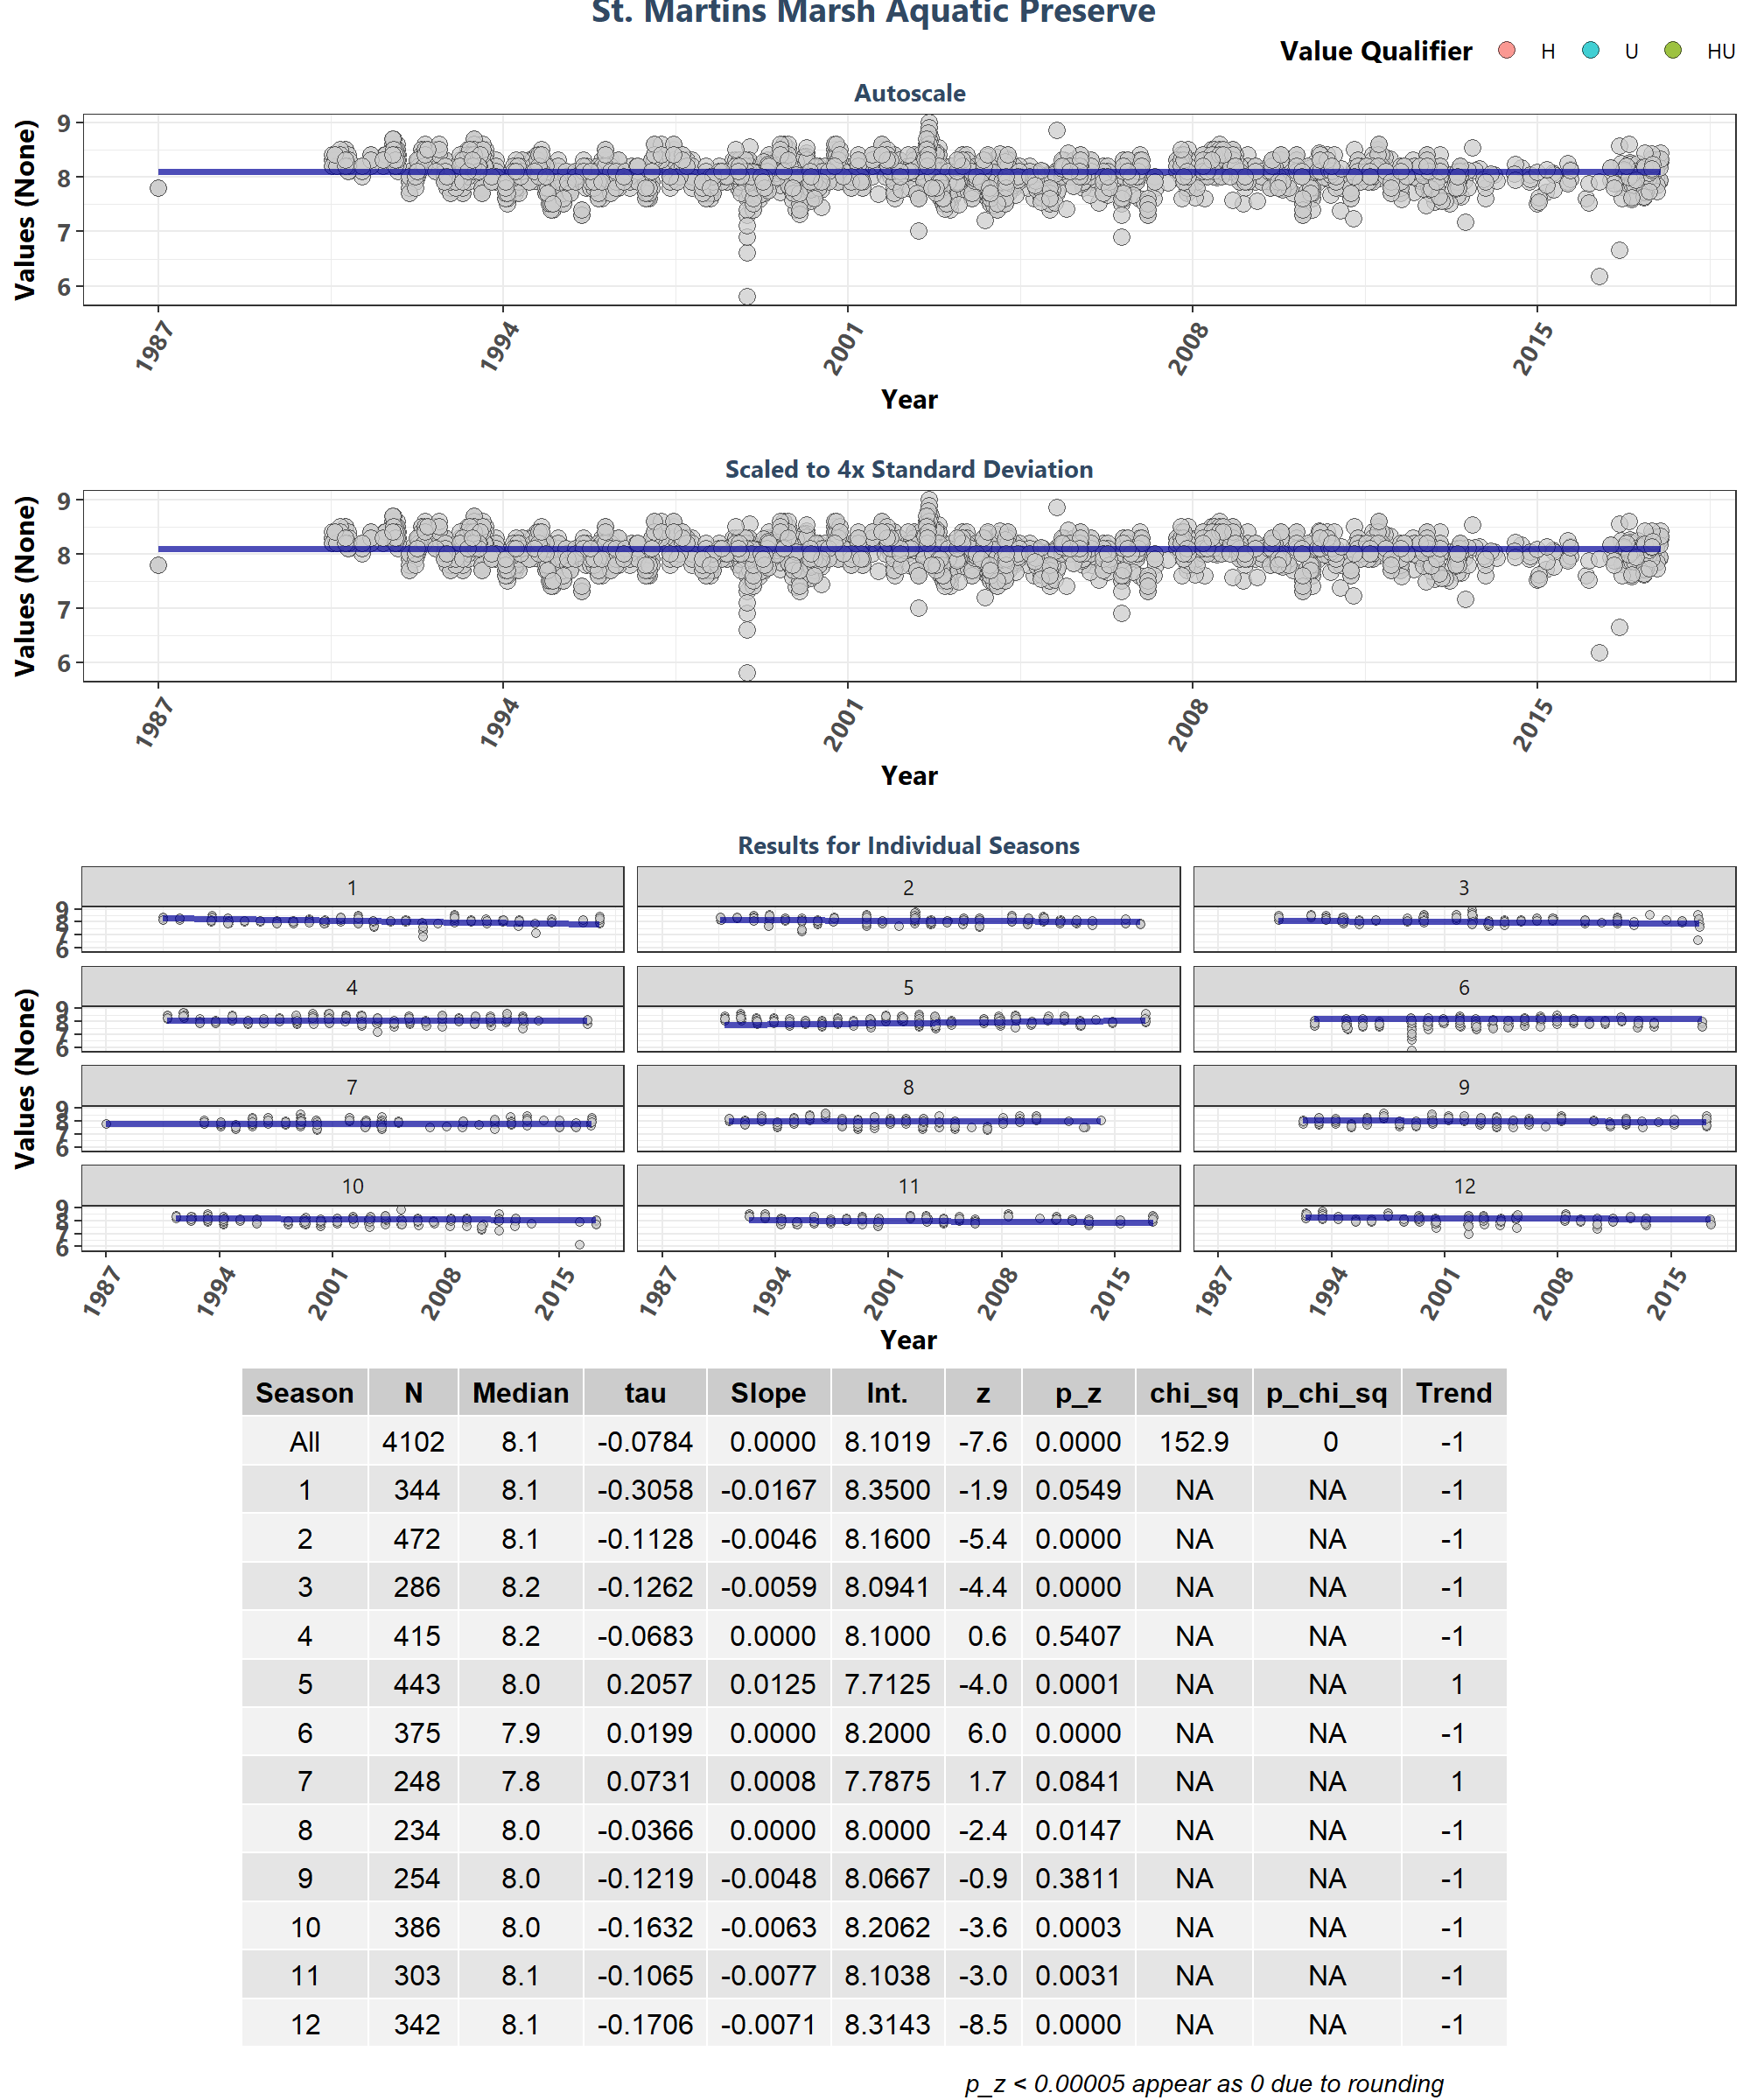 St. Martins Marsh Aquatic Preserve
Value Qualifier H U HU
Autoscale
Values (None)
9
8
7
6
1987 1994 2001 2008 2015
Year
Scaled to 4x Standard Deviation
Values (None)
9
8
7
6
1987 1994 2001 2008 2015
Year
Results for Individual Seasons
Values (None)
1 2 3
9
8
7
6
4 5 6
9
8
7
6
7 8 9
9
8
7
6
10 11 12
9
8
7
6
1987 1994 2001 2008 2015 1987 1994 2001 2008 2015 1987 1994 2001 2008 2015
Year
Season N Median tau Slope Int. z p_z chi_sq p_chi_sq Trend
All 4102 8.1 -0.0784 0.0000 8.1019 -7.6 0.0000 152.9 0 -1
1 344 8.1 -0.3058 -0.0167 8.3500 -1.9 0.0549 NA NA -1
2 472 8.1 -0.1128 -0.0046 8.1600 -5.4 0.0000 NA NA -1
3 286 8.2 -0.1262 -0.0059 8.0941 -4.4 0.0000 NA NA -1
4 415 8.2 -0.0683 0.0000 8.1000 0.6 0.5407 NA NA -1
5 443 8.0 0.2057 0.0125 7.7125 -4.0 0.0001 NA NA 1
6 375 7.9 0.0199 0.0000 8.2000 6.0 0.0000 NA NA -1
7 248 7.8 0.0731 0.0008 7.7875 1.7 0.0841 NA NA 1
8 234 8.0 -0.0366 0.0000 8.0000 -2.4 0.0147 NA NA -1
9 254 8.0 -0.1219 -0.0048 8.0667 -0.9 0.3811 NA NA -1
10 386 8.0 -0.1632 -0.0063 8.2062 -3.6 0.0003 NA NA -1
11 303 8.1 -0.1065 -0.0077 8.1038 -3.0 0.0031 NA NA -1
12 342 8.1 -0.1706 -0.0071 8.3143 -8.5 0.0000 NA NA -1
p_z < 0.00005 appear as 0 due to rounding